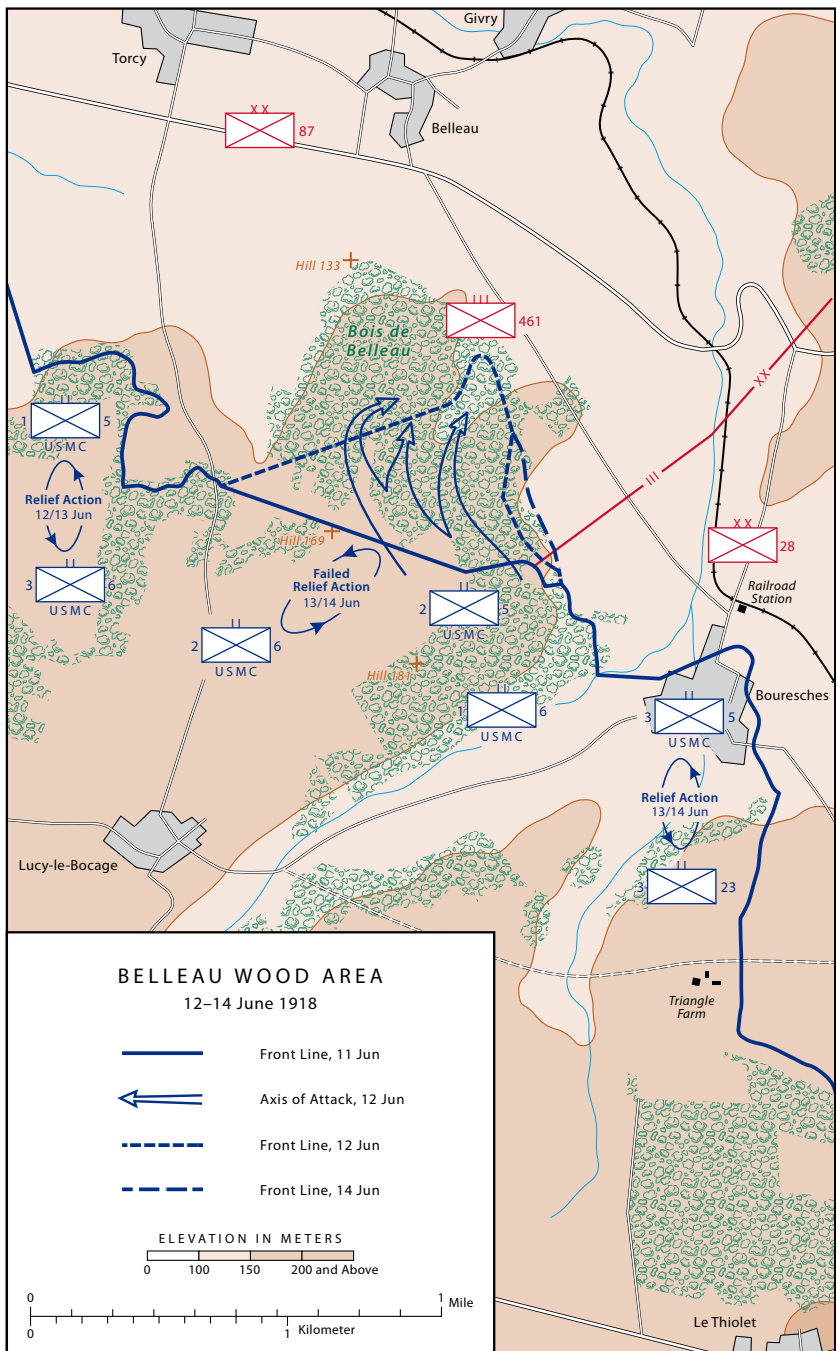 Givry
Torcy
XX
87
Belleau
Hill 133
III
461
Bois de
Belleau
XX
II
1 5
USMC
Relief Action
12/13 Jun
III
XX
28
Hill 169
II
3 6
USMC
Failed
Relief Action
13/14 Jun
II
2 5
USMC
Railroad
Station
II
2 6
USMC
Hill 181
II
1 6
USMC
II
3 5
USMC
Bouresches
Relief Action
13/14 Jun
Lucy-le-Bocage
II
3 23
Triangle
Farm
BELLEAU WOOD AREA
12–14 June 1918
Front Line, 11 Jun
Axis of Attack, 12 Jun
Front Line, 12 Jun
Front Line, 14 Jun
ELEVATION IN METERS
0 100 150 200 and Above
0 1 Mile
0 1 Kilometer
Le Thiolet